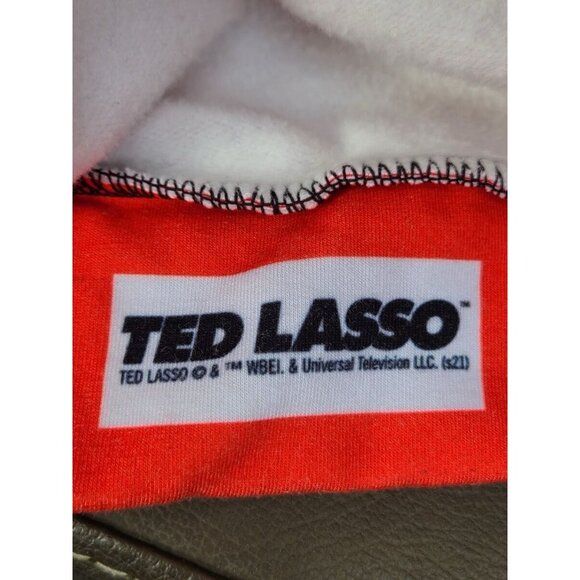 TED LASSO™
TED LASSO © & ™ WBEI. & Universal Television LLC. (s21)